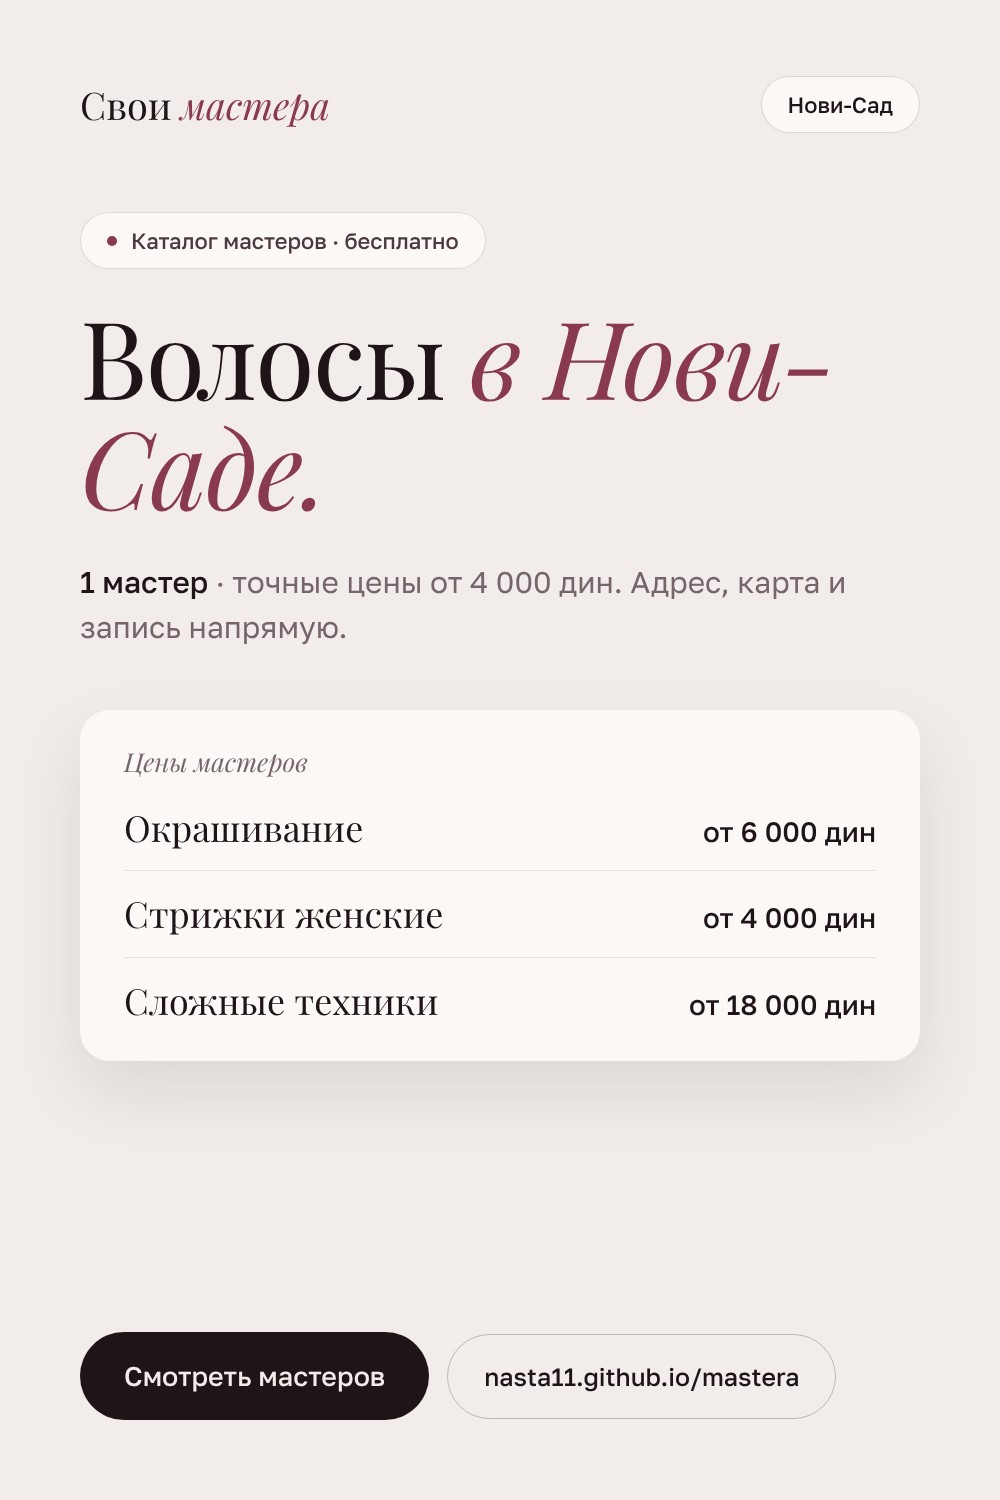 Свои мастера
Нови-Сад
Каталог мастеров · бесплатно
Волосы в Нови-
Саде.
1 мастер · точные цены от 4 000 дин. Адрес, карта и
запись напрямую.
Цены мастеров
Окрашивание от 6 000 дин
Стрижки женские от 4 000 дин
Сложные техники от 18 000 дин
Смотреть мастеров
nasta11.github.io/mastera